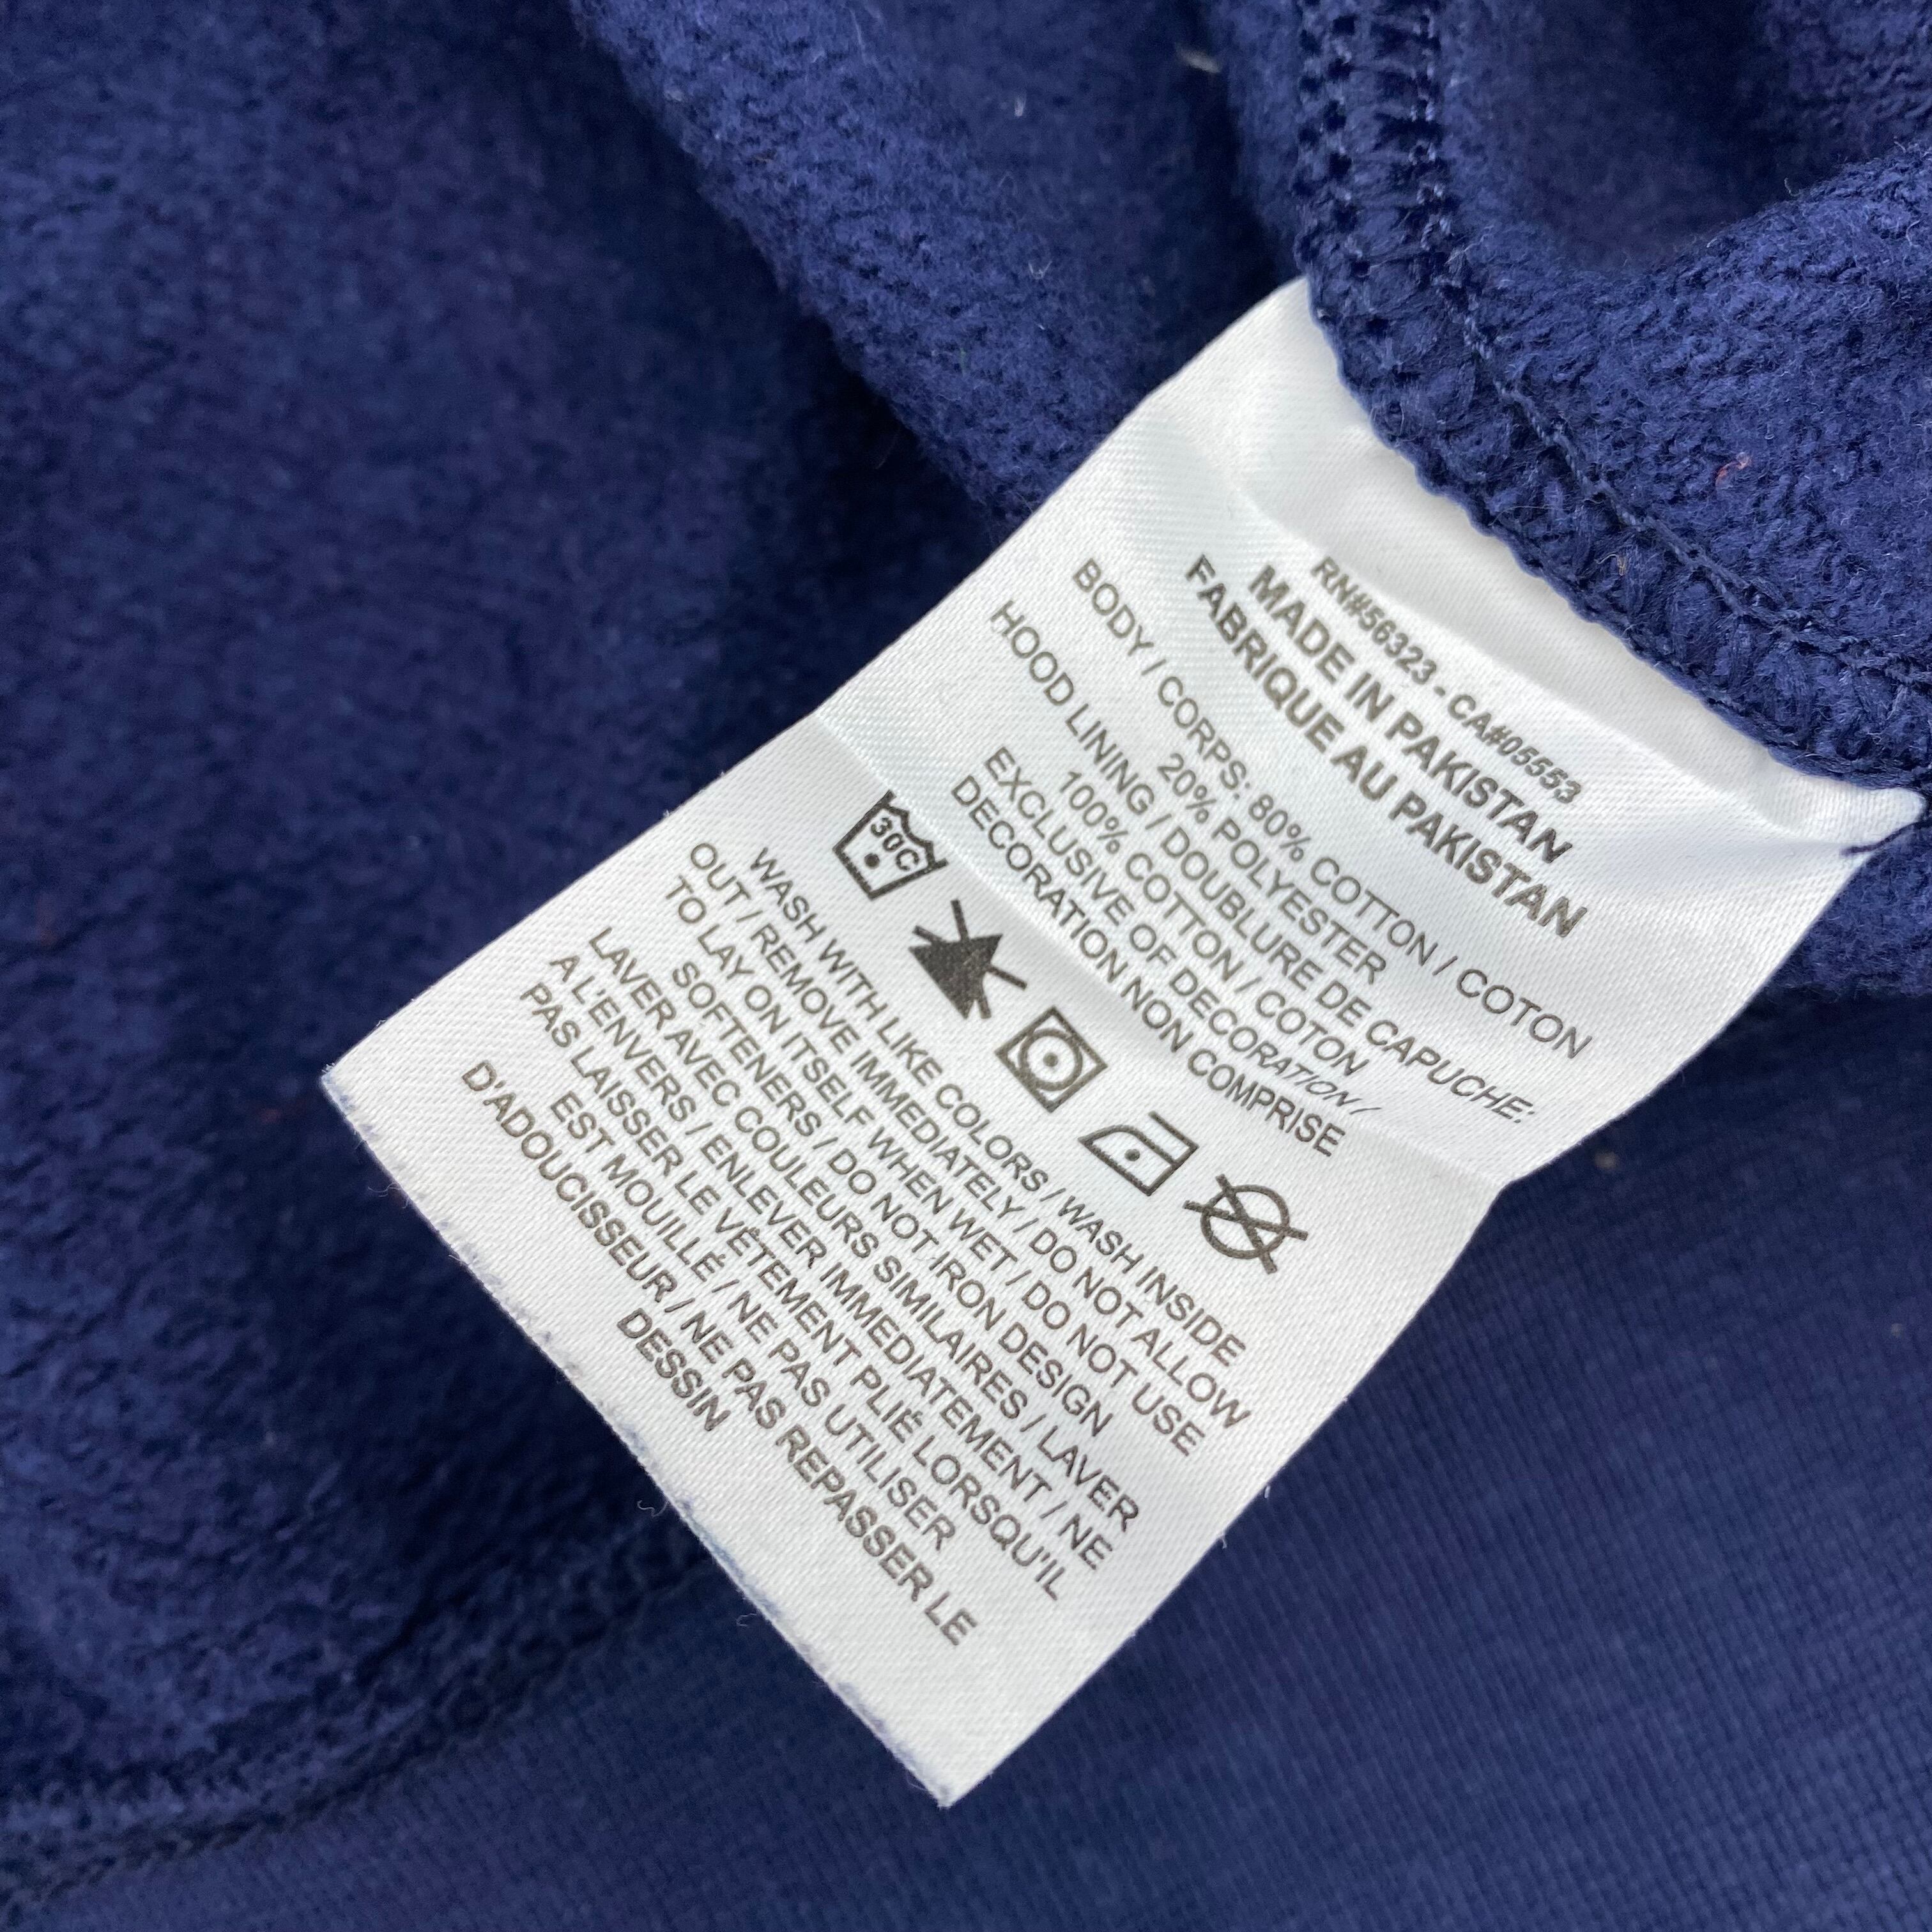 RN#56323 - CA#05553
MADE IN PAKISTAN
FABRIQUE AU PAKISTAN
BODY / CORPS: 80% COTTON / COTON
20% POLYESTER
HOOD LINING / DOUBLURE DE CAPUCHE:
100% COTTON / COTON
EXCLUSIVE OF DECORATION /
DECORATION NON COMPRISE
30C
WASH WITH LIKE COLORS / WASH INSIDE
OUT / REMOVE IMMEDIATELY / DO NOT ALLOW
TO LAY ON ITSELF WHEN WET / DO NOT USE
SOFTENERS / DO NOT IRON DESIGN
LAVER AVEC COULEURS SIMILAIRES / LAVER
A L'ENVERS / ENLEVER IMMEDIATEMENT / NE
PAS LAISSER LE VÊTEMENT PLIÉ LORSQU'IL
EST MOUILLÉ / NE PAS UTILISER
D'ADOUCISSEUR / NE PAS REPASSER LE
DESSIN